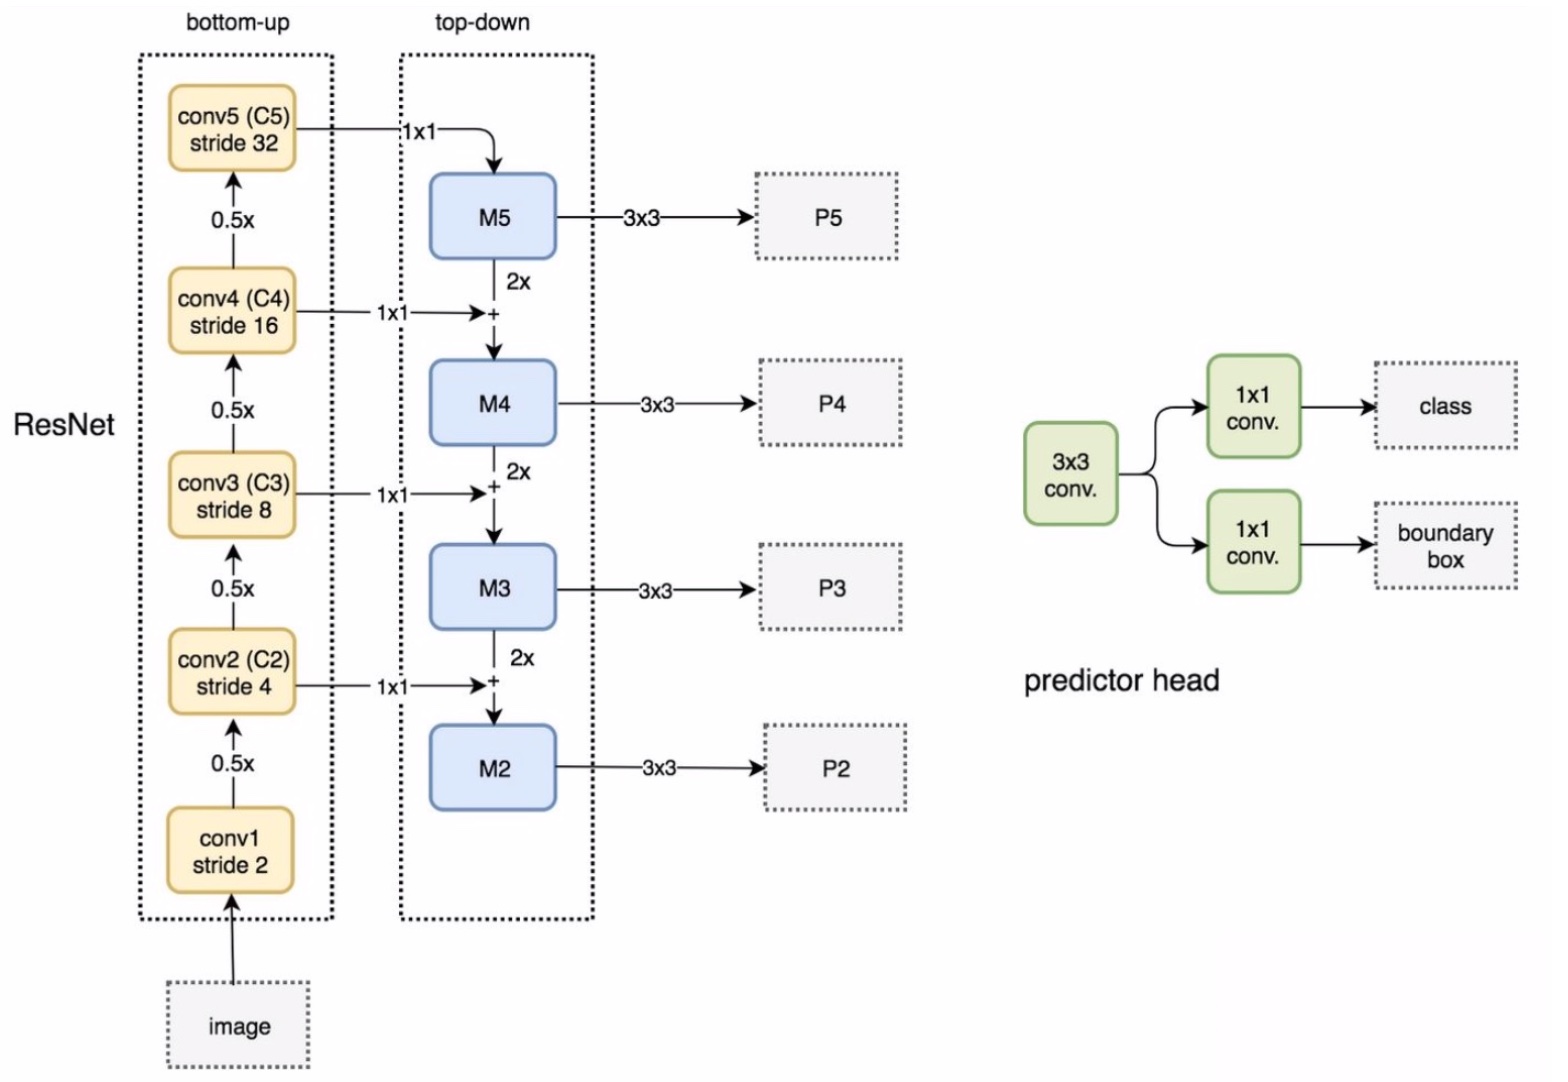 bottom-up
top-down
conv5 (C5)
stride 32
1x1
0.5x
M5
3x3
P5
2x
conv4 (C4)
stride 16
1x1
+
0.5x
M4
3x3
P4
2x
ResNet
conv3 (C3)
stride 8
1x1
+
0.5x
M3
3x3
P3
2x
conv2 (C2)
stride 4
1x1
+
0.5x
M2
3x3
P2
conv1
stride 2
image
3x3
conv.
1x1
conv.
class
1x1
conv.
boundary
box
predictor head